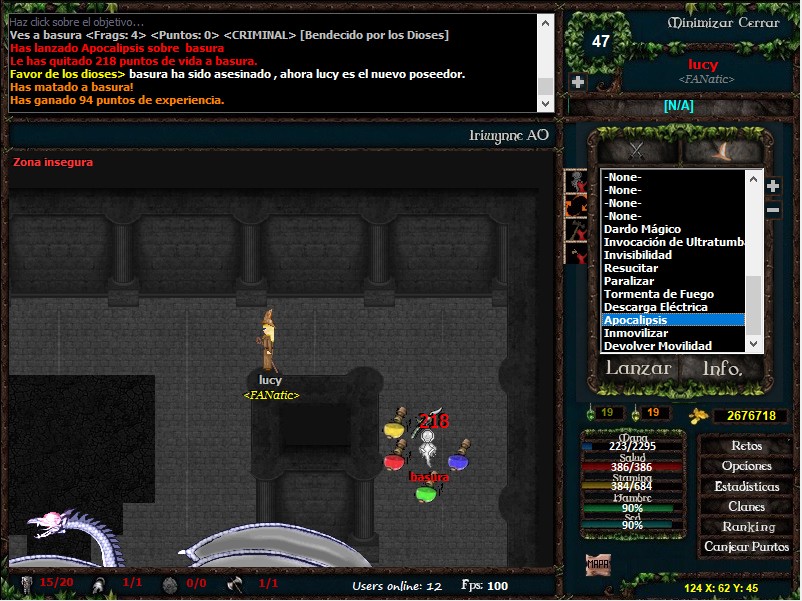 Haz click sobre el objetivo...
Ves a basura <Frags: 4> <Puntos: 0> <CRIMINAL> [Bendecido por los Dioses]
Has lanzado Apocalipsis sobre basura
Le has quitado 218 puntos de vida a basura.
Favor de los dioses> basura ha sido asesinado , ahora lucy es el nuevo poseedor.
Has matado a basura!
Has ganado 94 puntos de experiencia.
47
Minimizar Cerrar
lucy
<FANatic>
[N/A]
Iriwynne AO
Zona insegura
-None-
-None-
-None-
-None-
Dardo Mágico
Invocación de Ultratumba
Invisibilidad
Resucitar
Paralizar
Tormenta de Fuego
Descarga Eléctrica
Apocalipsis
Inmovilizar
Devolver Movilidad
Lanzar
Info.
lucy
<FANatic>
218
basura
19
19
2676718
Mana
223/2295
Salud
386/386
Stamina
384/684
Hambre
90%
Sed
90%
Retos
Opciones
Estadisticas
Clanes
Ranking
Canjear Puntos
MAPA
15/20
1/1
0/0
1/1
Users online: 12
Fps: 100
124 X: 62 Y: 45